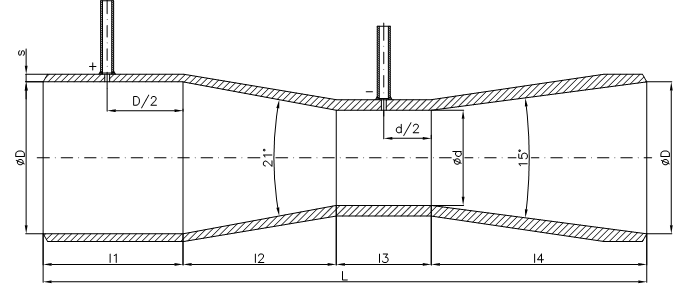 s
+
–
D/2
d/2
øD
21°
ød
15°
øD
l1
l2
l3
l4
L